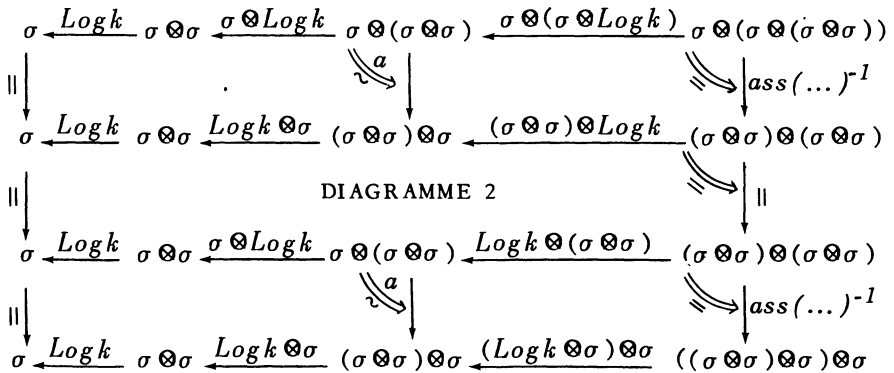 σ Logk σ⊗σ σ⊗Logk σ⊗(σ⊗σ) σ⊗(σ⊗Logk) σ⊗(σ⊗(σ⊗σ))
|| ~ a = ass(...)⁻¹
σ Logk σ⊗σ Logk⊗σ (σ⊗σ)⊗σ (σ⊗σ)⊗Logk (σ⊗σ)⊗(σ⊗σ)
|| DIAGRAMME 2 = ||
σ Logk σ⊗σ σ⊗Logk σ⊗(σ⊗σ) Logk⊗(σ⊗σ) (σ⊗σ)⊗(σ⊗σ)
|| ~ a = ass(...)⁻¹
σ Logk σ⊗σ Logk⊗σ (σ⊗σ)⊗σ (Logk⊗σ)⊗σ ((σ⊗σ)⊗σ)⊗σ